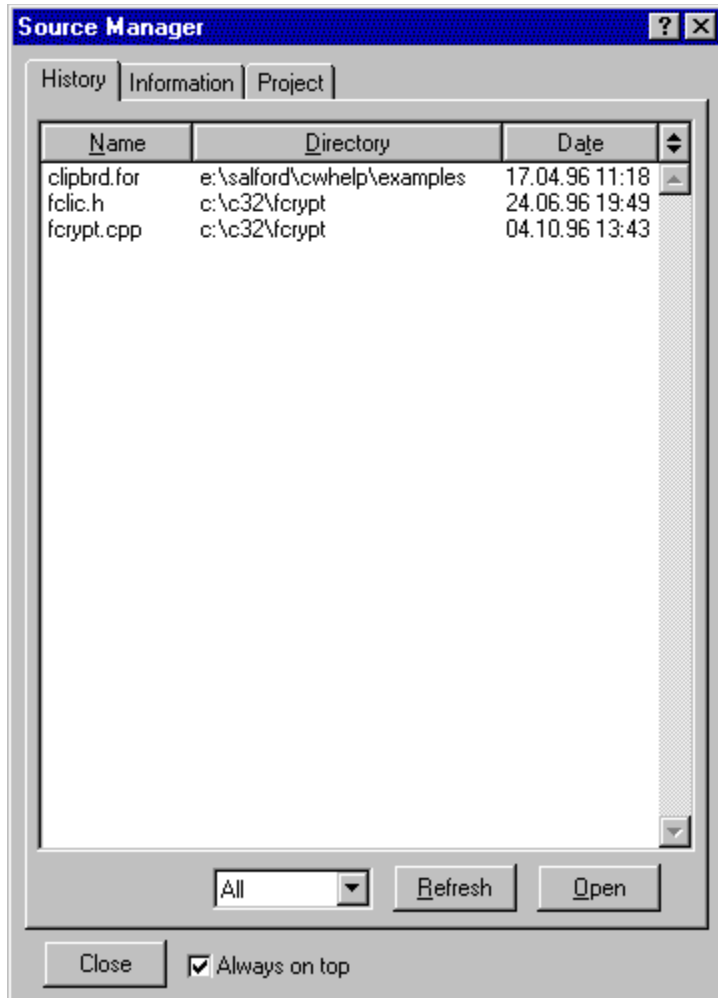 Source Manager
History Information Project
Name Directory Date
clipbrd.for e:\salford\cwhelp\examples 17.04.96 11:18
fclic.h c:\c32\fcrypt 24.06.96 19:49
fcrypt.cpp c:\c32\fcrypt 04.10.96 13:43
All Refresh Open
Close Always on top